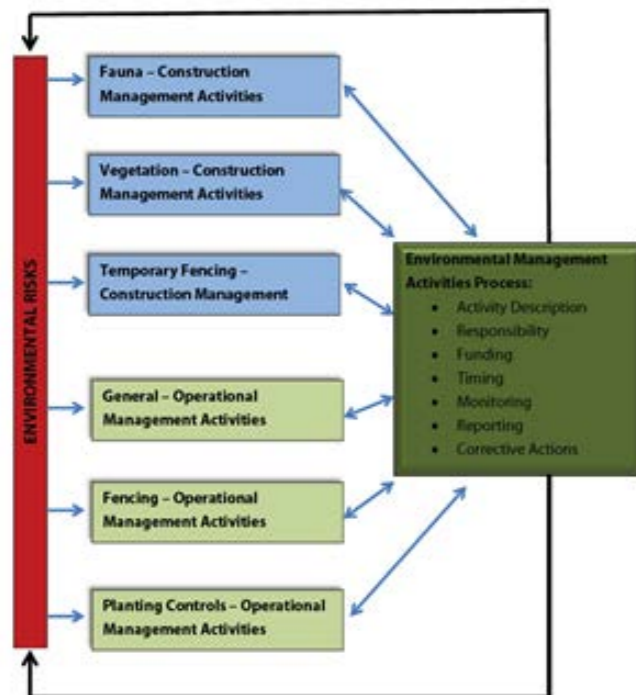 ENVIRONMENTAL RISKS
Fauna – Construction
Management Activities
Vegetation – Construction
Management Activities
Temporary Fencing –
Construction Management
General – Operational
Management Activities
Fencing – Operational
Management Activities
Planting Controls – Operational
Management Activities
Environmental Management
Activities Process:
• Activity Description
• Responsibility
• Funding
• Timing
• Monitoring
• Reporting
• Corrective Actions